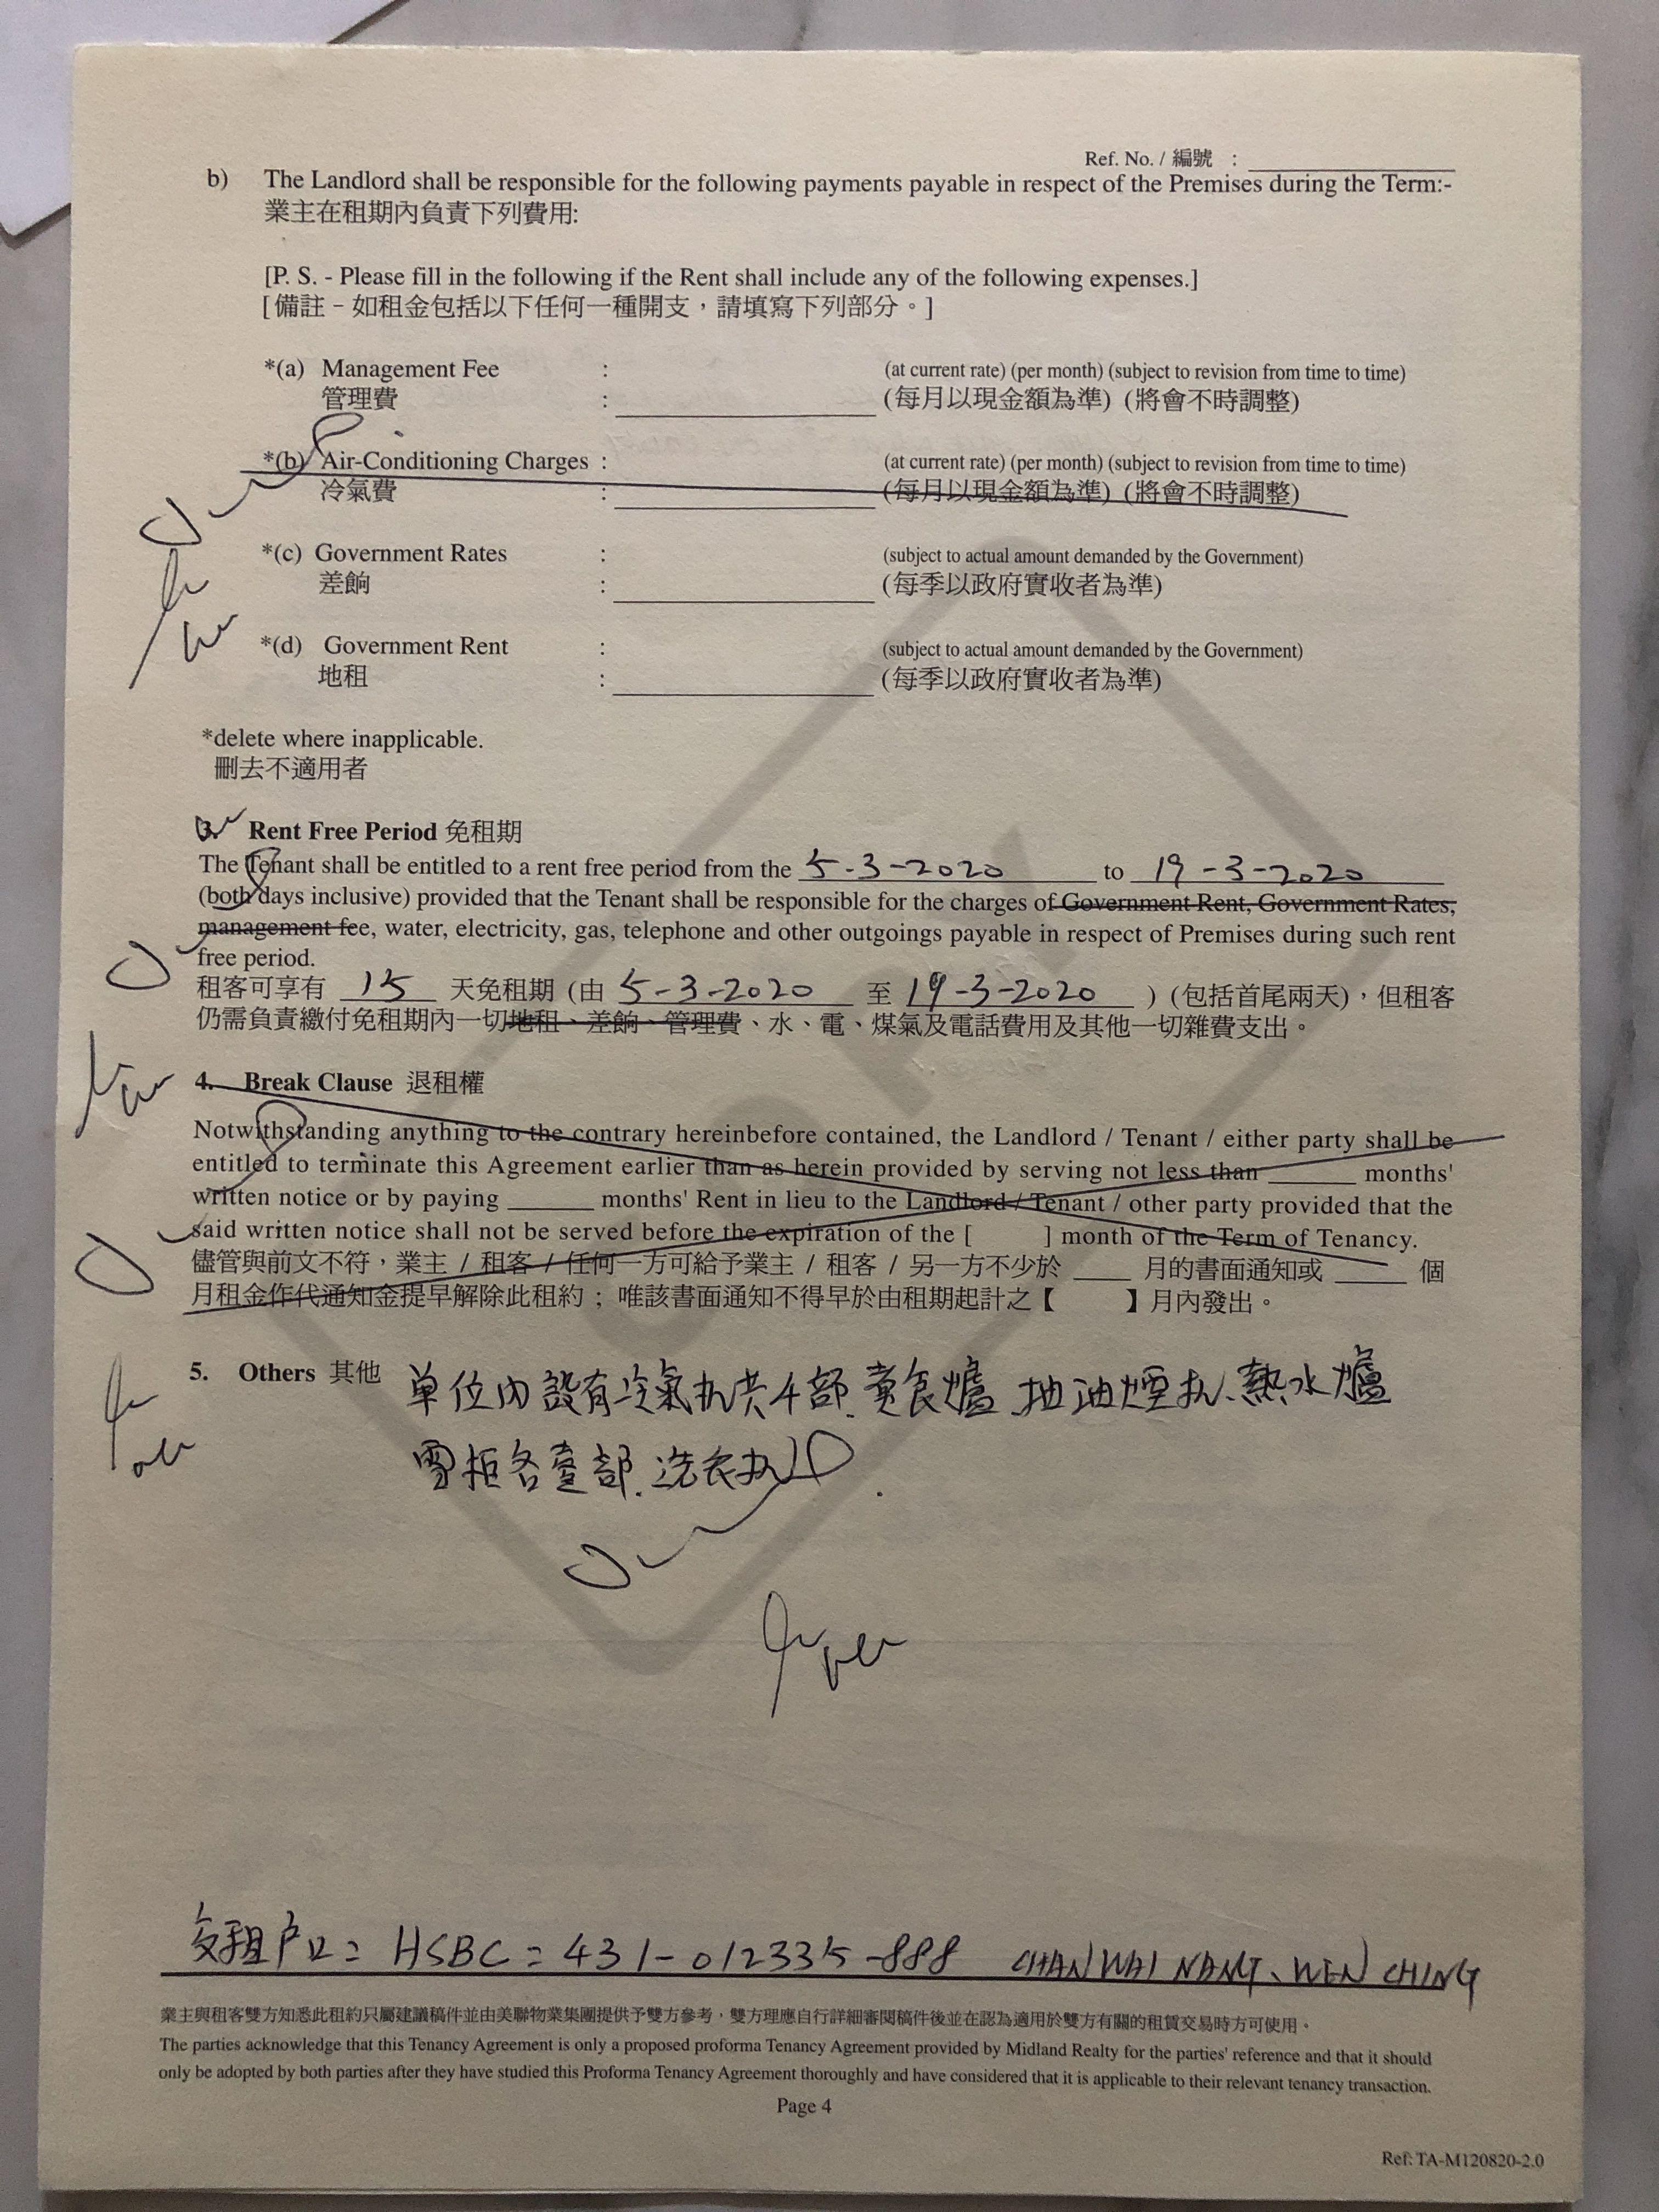 Ref. No. / 編號 :
b) The Landlord shall be responsible for the following payments payable in respect of the Premises during the Term:-
業主在租期內負責下列費用:
[P. S. - Please fill in the following if the Rent shall include any of the following expenses.]
[備註 – 如租金包括以下任何一種開支，請填寫下列部分。]
*(a) Management Fee : (at current rate) (per month) (subject to revision from time to time)
管理費 : (每月以現金額為準) (將會不時調整)
*(b) Air-Conditioning Charges : (at current rate) (per month) (subject to revision from time to time)
冷氣費 : (每月以現金額為準) (將會不時調整)
*(c) Government Rates : (subject to actual amount demanded by the Government)
差餉 : (每季以政府實收者為準)
*(d) Government Rent : (subject to actual amount demanded by the Government)
地租 : (每季以政府實收者為準)
*delete where inapplicable.
刪去不適用者
3. Rent Free Period 免租期
The Tenant shall be entitled to a rent free period from the 5-3-2020 to 19-3-2020
(both days inclusive) provided that the Tenant shall be responsible for the charges of Government Rent, Government Rates,
management fee, water, electricity, gas, telephone and other outgoings payable in respect of Premises during such rent
free period.
租客可享有 15 天免租期 (由 5-3-2020 至 19-3-2020 ) (包括首尾兩天)，但租客
仍需負責繳付免租期內一切地租、差餉、管理費、水、電、煤氣及電話費用及其他一切雜費支出。
4. Break Clause 退租權
Notwithstanding anything to the contrary hereinbefore contained, the Landlord / Tenant / either party shall be
entitled to terminate this Agreement earlier than as herein provided by serving not less than ______ months'
written notice or by paying ______ months' Rent in lieu to the Landlord / Tenant / other party provided that the
said written notice shall not be served before the expiration of the [ ] month of the Term of Tenancy.
儘管與前文不符，業主 / 租客 / 任何一方可給予業主 / 租客 / 另一方不少於 ____ 月的書面通知或 ____ 個
月租金作代通知金提早解除此租約 ; 唯該書面通知不得早於由租期起計之【 】月內發出。
5. Others 其他 单位內設有冷氣机共4部.煑食爐.抽油煙机、熱水爐
雪柜各壹部.洗衣机
交租户口= HSBC = 431-012335-888 CHAN WAI NANG、WEN CHING
業主與租客雙方知悉此租約只屬建議稿件並由美聯物業集團提供予雙方參考，雙方理應自行詳細審閱稿件後並在認為適用於雙方有關的租賃交易時方可使用。
The parties acknowledge that this Tenancy Agreement is only a proposed proforma Tenancy Agreement provided by Midland Realty for the parties' reference and that it should
only be adopted by both parties after they have studied this Proforma Tenancy Agreement thoroughly and have considered that it is applicable to their relevant tenancy transaction.
Page 4
Ref: TA-M120820-2.0